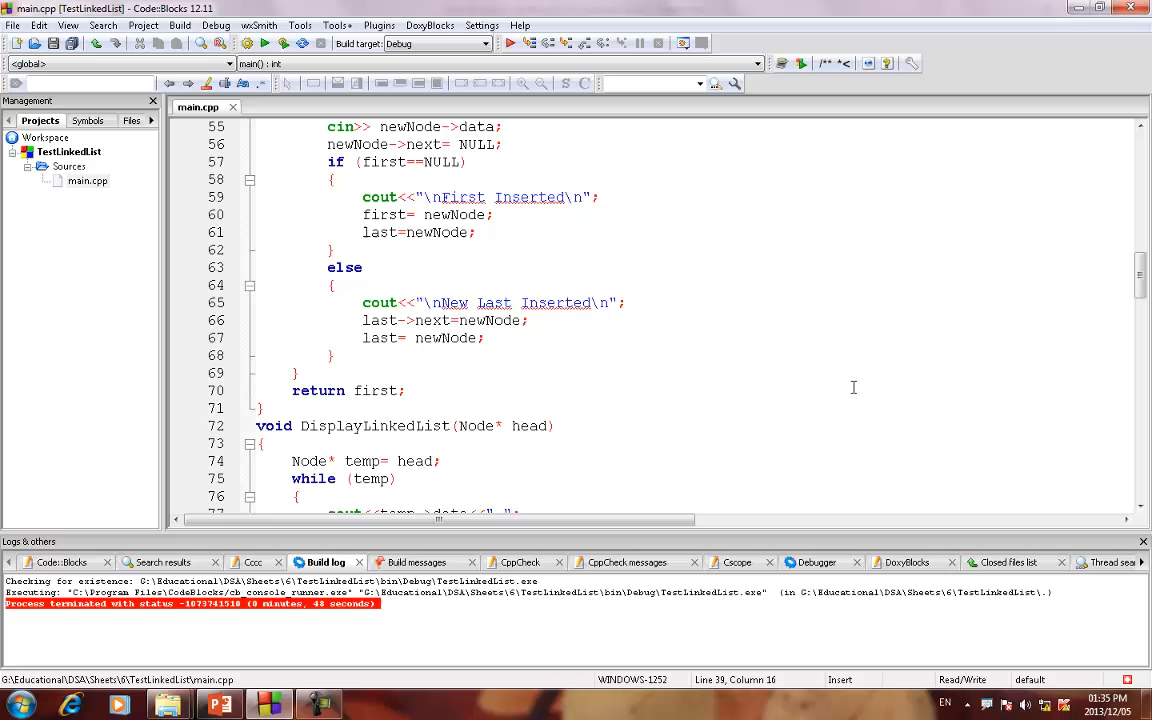 main.cpp [TestLinkedList] - Code::Blocks 12.11
File Edit View Search Project Build Debug wxSmith Tools Tools+ Plugins DoxyBlocks Settings Help
Build target: Debug
<global> main() : int /** *<
S C
Management
main.cpp
Projects Symbols Files
Workspace
TestLinkedList
Sources
main.cpp
55 cin>> newNode->data;
56 newNode->next= NULL;
57 if (first==NULL)
58 {
59 cout<<"\nFirst Inserted\n";
60 first= newNode;
61 last=newNode;
62 }
63 else
64 {
65 cout<<"\nNew Last Inserted\n";
66 last->next=newNode;
67 last= newNode;
68 }
69 }
70 return first;
71 }
72 void DisplayLinkedList(Node* head)
73 {
74 Node* temp= head;
75 while (temp)
76 {
77 cout<<temp->data<<" ";
Logs & others
Code::Blocks Search results Cccc Build log Build messages CppCheck CppCheck messages Cscope Debugger DoxyBlocks Closed files Thread sear
Checking for existence: G:\Educational\DSA\Sheets\6\TestLinkedList\bin\Debug\TestLinkedList.exe
Executing: "C:\Program Files\CodeBlocks/cb_console_runner.exe" "G:\Educational\DSA\Sheets\6\TestLinkedList\bin\Debug\TestLinkedList.exe" (in G:\Educational\DSA\Sheets\6\TestLinkedList\.)
Process terminated with status -1073741510 (0 minutes, 48 seconds)
G:\Educational\DSA\Sheets\6\TestLinkedList\main.cpp WINDOWS-1252 Line 39, Column 16 Insert Read/Write default
EN
01:35 PM
2013/12/05